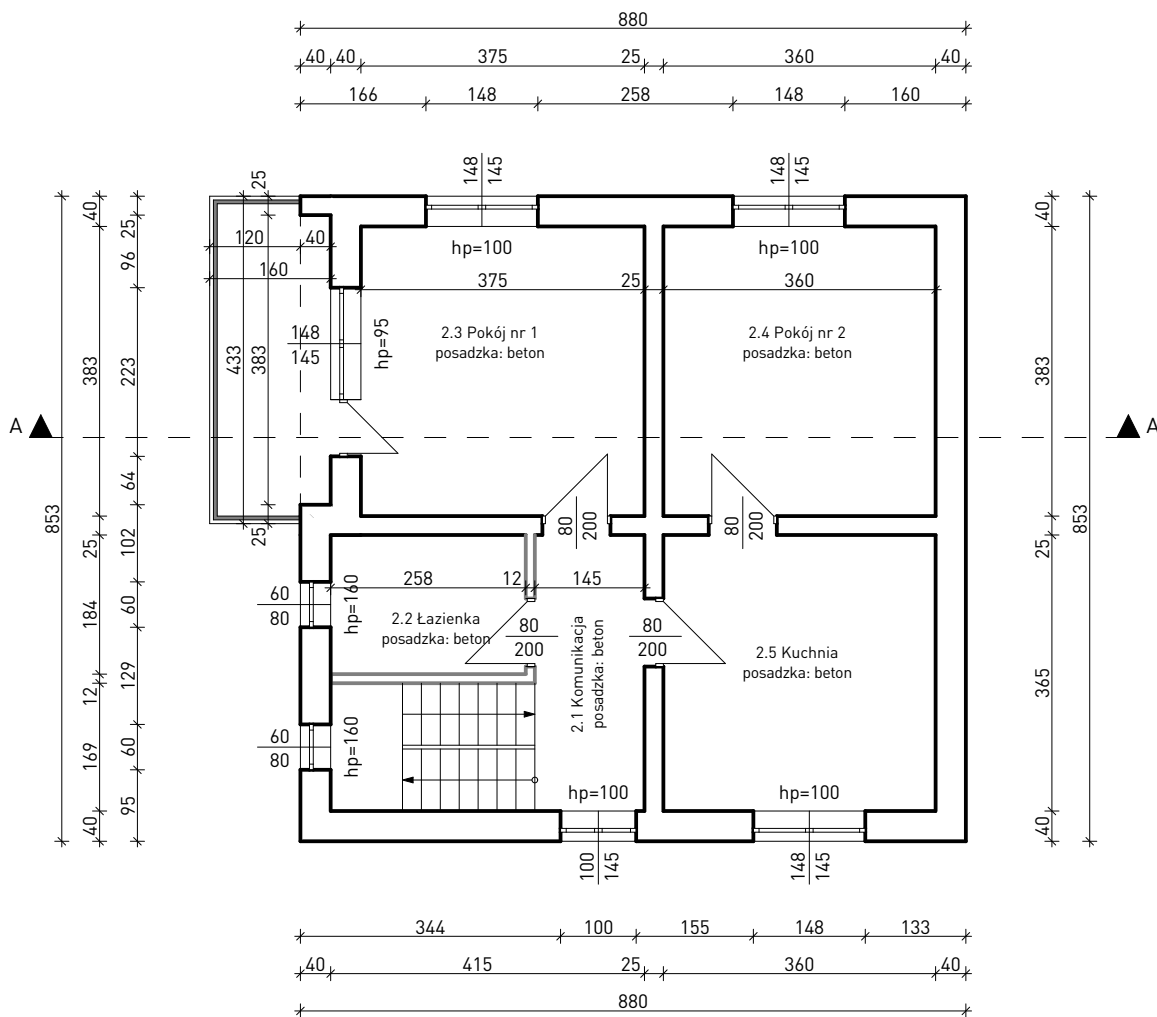 880
40 40 375 25 360 40
166 148 258 148 160
148 145
148 145
25
40
25
40
120 40
hp=100
hp=100
96
160
375 25 360
148
145
hp=95
2.3 Pokój nr 1
posadzka: beton
2.4 Pokój nr 2
posadzka: beton
433
383
383
223
383
A
A
64
853
853
80
200
80
200
25
25
102
25
258 12 145
60
80
hp=160
60
184
2.2 Łazienka
posadzka: beton
80
200
80
200
2.1 Komunikacja
posadzka: beton
2.5 Kuchnia
posadzka: beton
129
12
365
60
80
hp=160
60
169
95
40
40
hp=100
hp=100
100
145
148
145
344 100 155 148 133
40 415 25 360 40
880